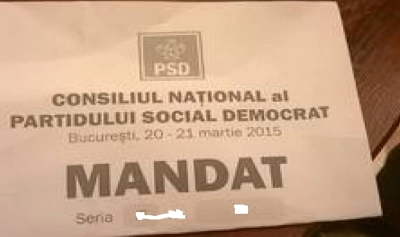 PSD
CONSILIUL NAȚIONAL al
PARTIDULUI SOCIAL DEMOCRAT
București, 20 - 21 martie 2015
MANDAT
Seria